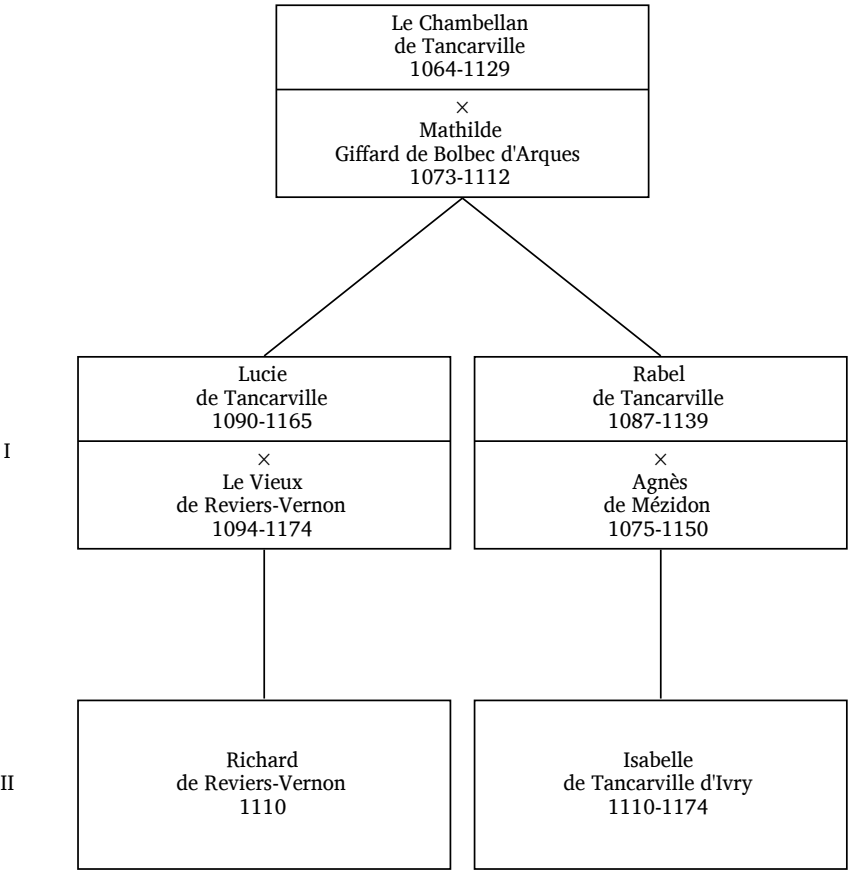 Le Chambellan
de Tancarville
1064-1129
×
Mathilde
Giffard de Bolbec d'Arques
1073-1112
I
Lucie
de Tancarville
1090-1165
×
Le Vieux
de Reviers-Vernon
1094-1174
Rabel
de Tancarville
1087-1139
×
Agnès
de Mézidon
1075-1150
II
Richard
de Reviers-Vernon
1110
Isabelle
de Tancarville d'Ivry
1110-1174